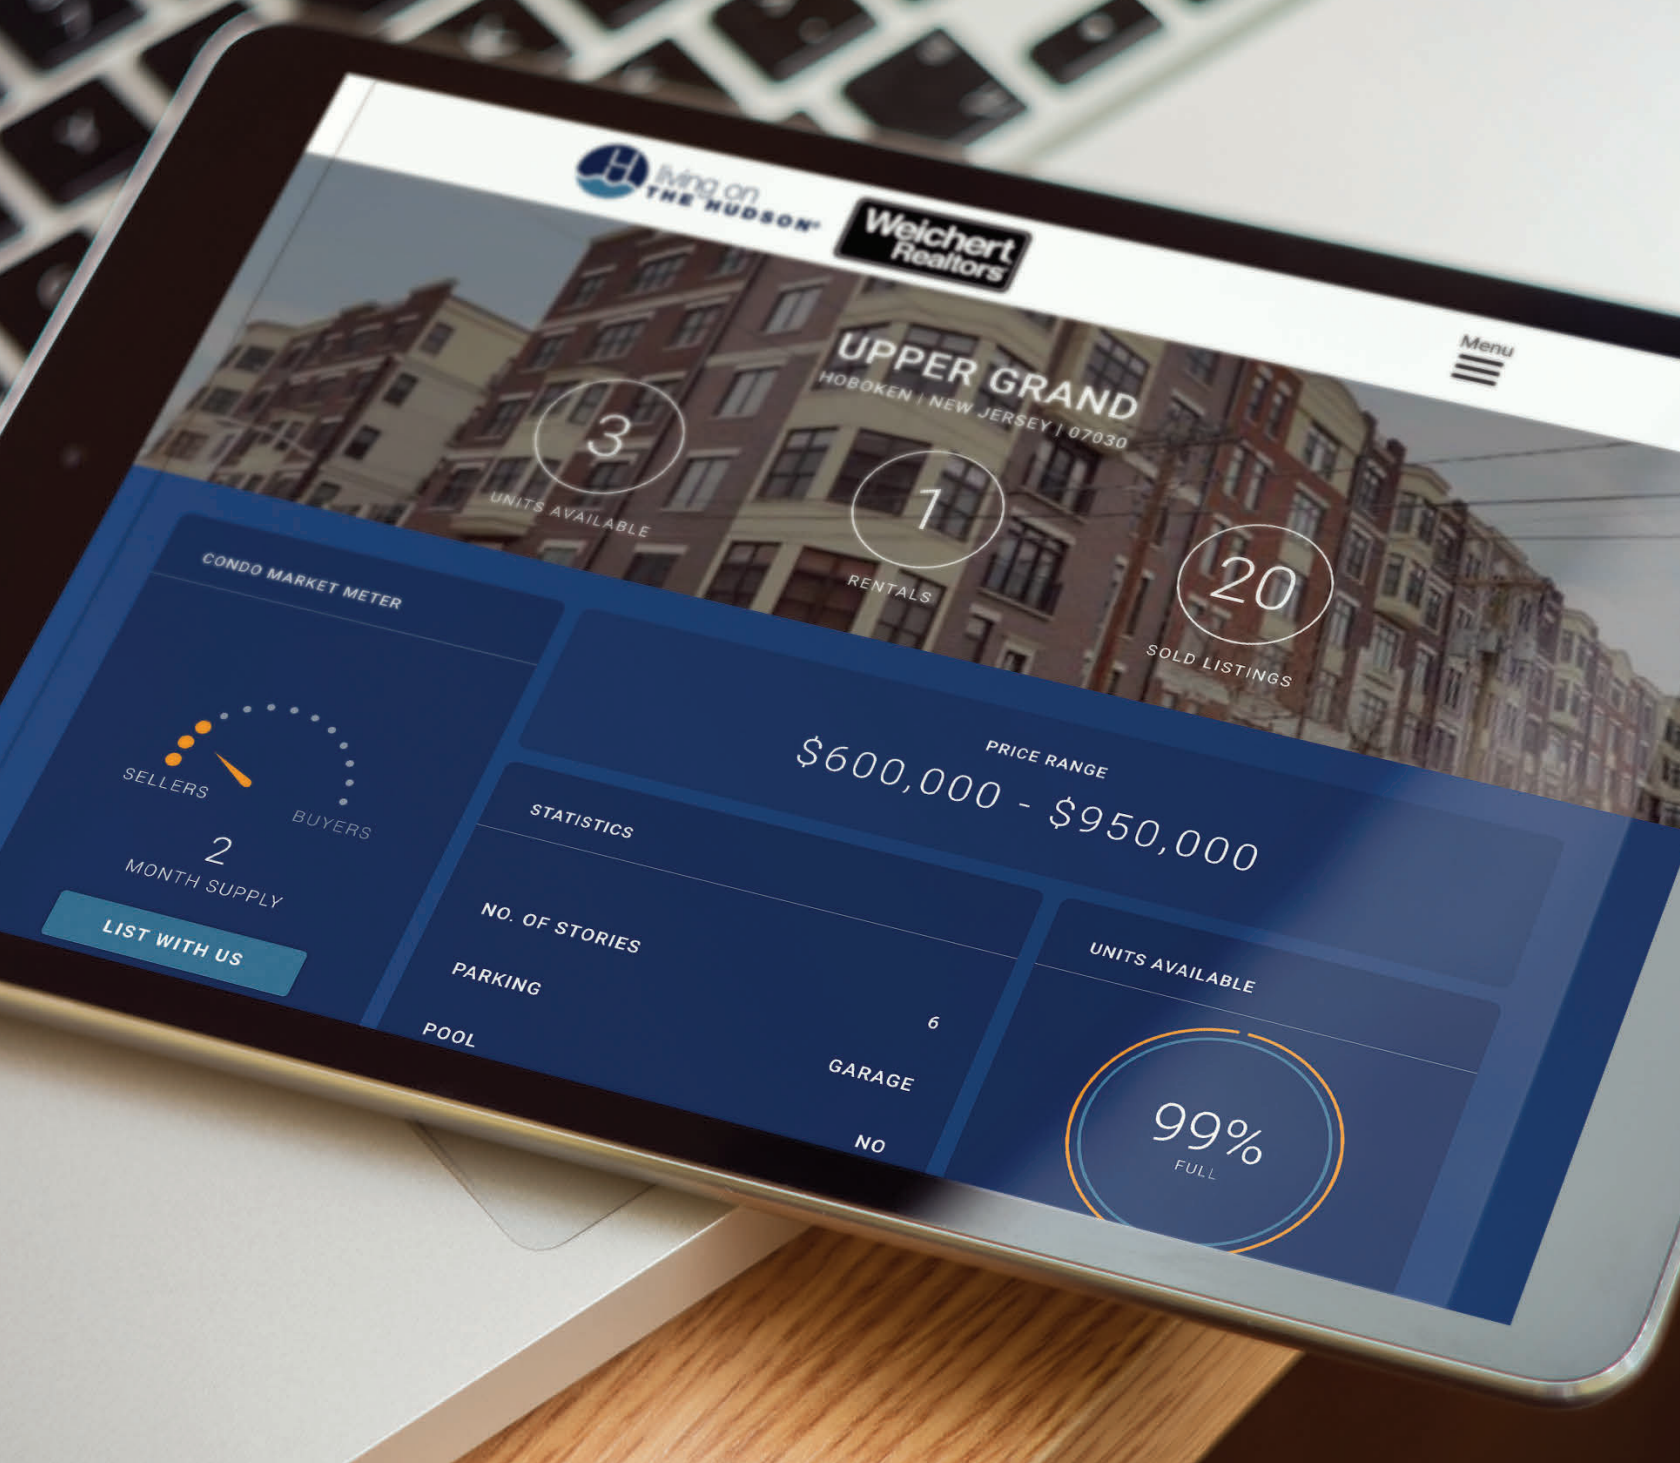 living on
THE HUDSON®
Weichert
Realtors
Menu
UPPER GRAND
HOBOKEN | NEW JERSEY | 07030
3
UNITS AVAILABLE
1
RENTALS
20
SOLD LISTINGS
CONDO MARKET METER
SELLERS
BUYERS
2
MONTH SUPPLY
LIST WITH US
PRICE RANGE
$600,000 - $950,000
STATISTICS
NO. OF STORIES
6
PARKING
GARAGE
POOL
NO
UNITS AVAILABLE
99%
FULL